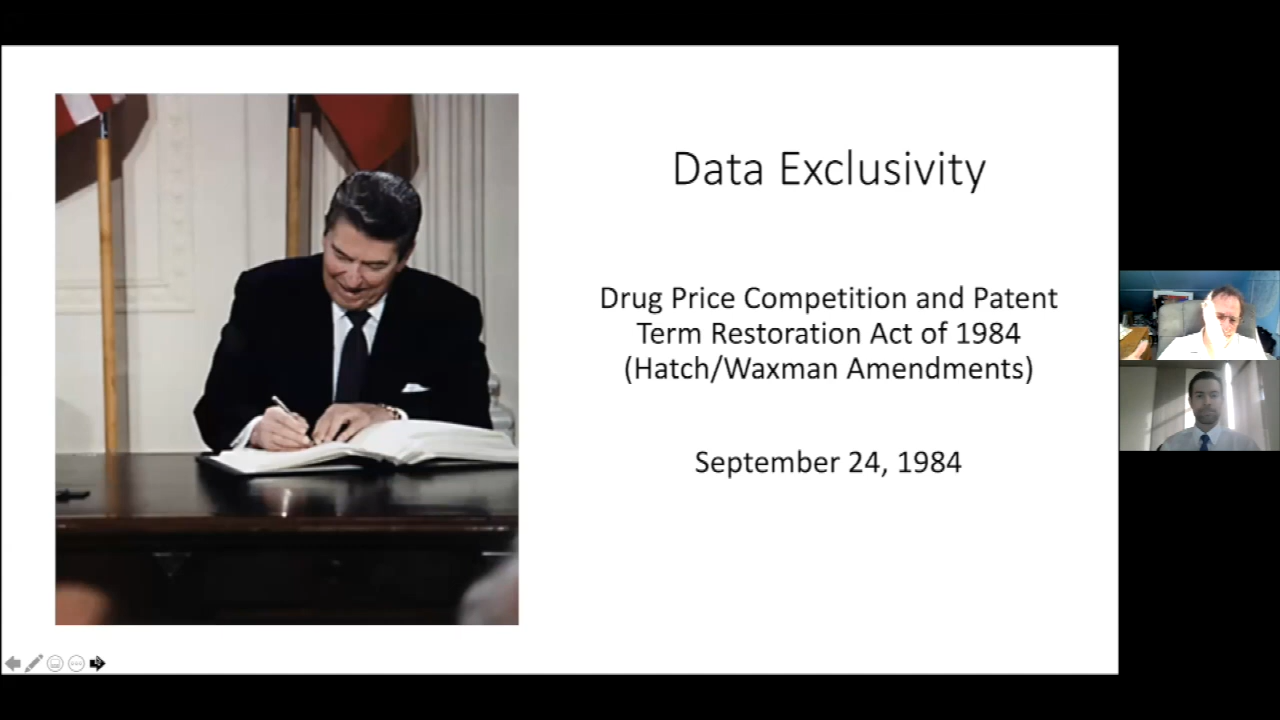 Data Exclusivity
Drug Price Competition and Patent
Term Restoration Act of 1984
(Hatch/Waxman Amendments)
September 24, 1984